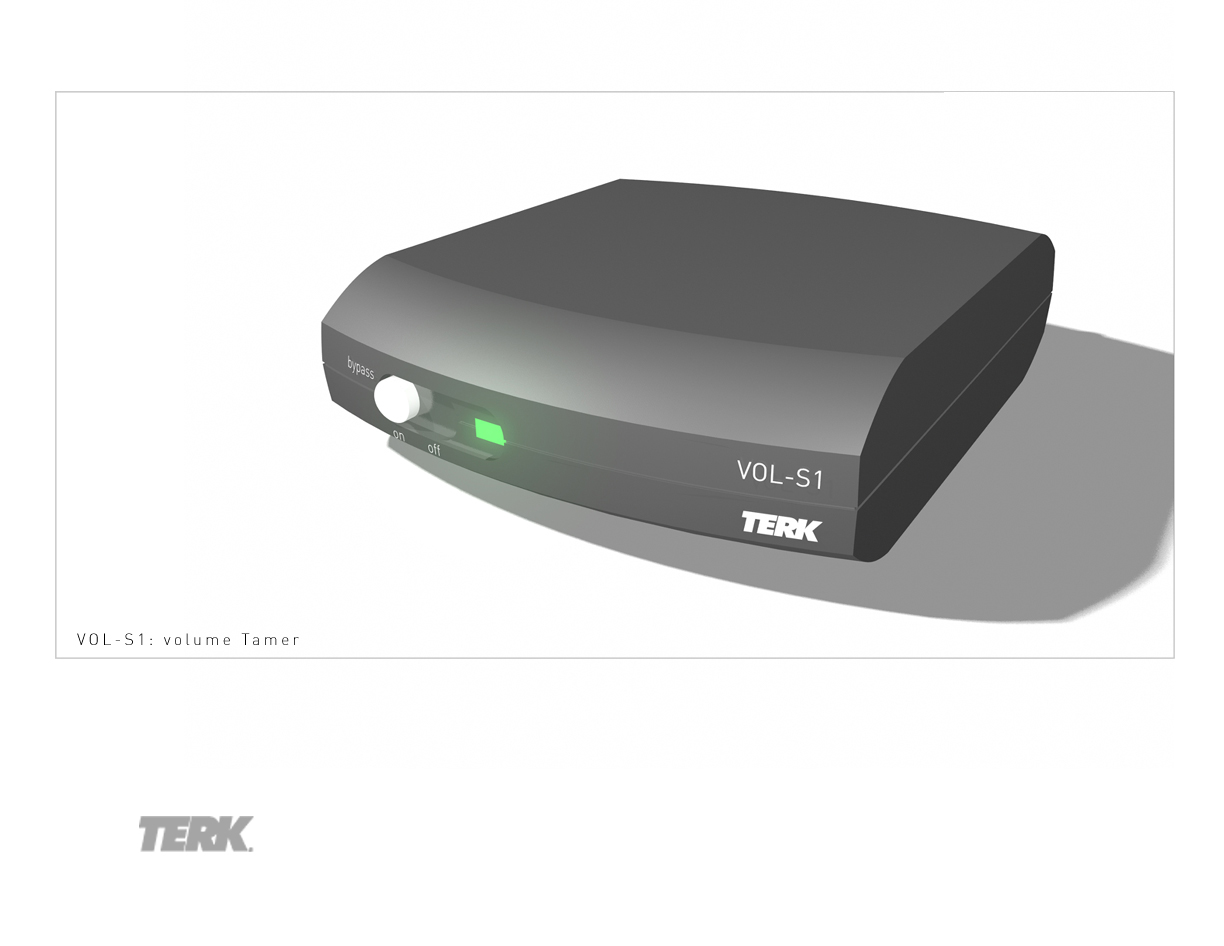 bypass
on
off
VOL-S1
TERK
VOL-S1: volume Tamer
TERK.